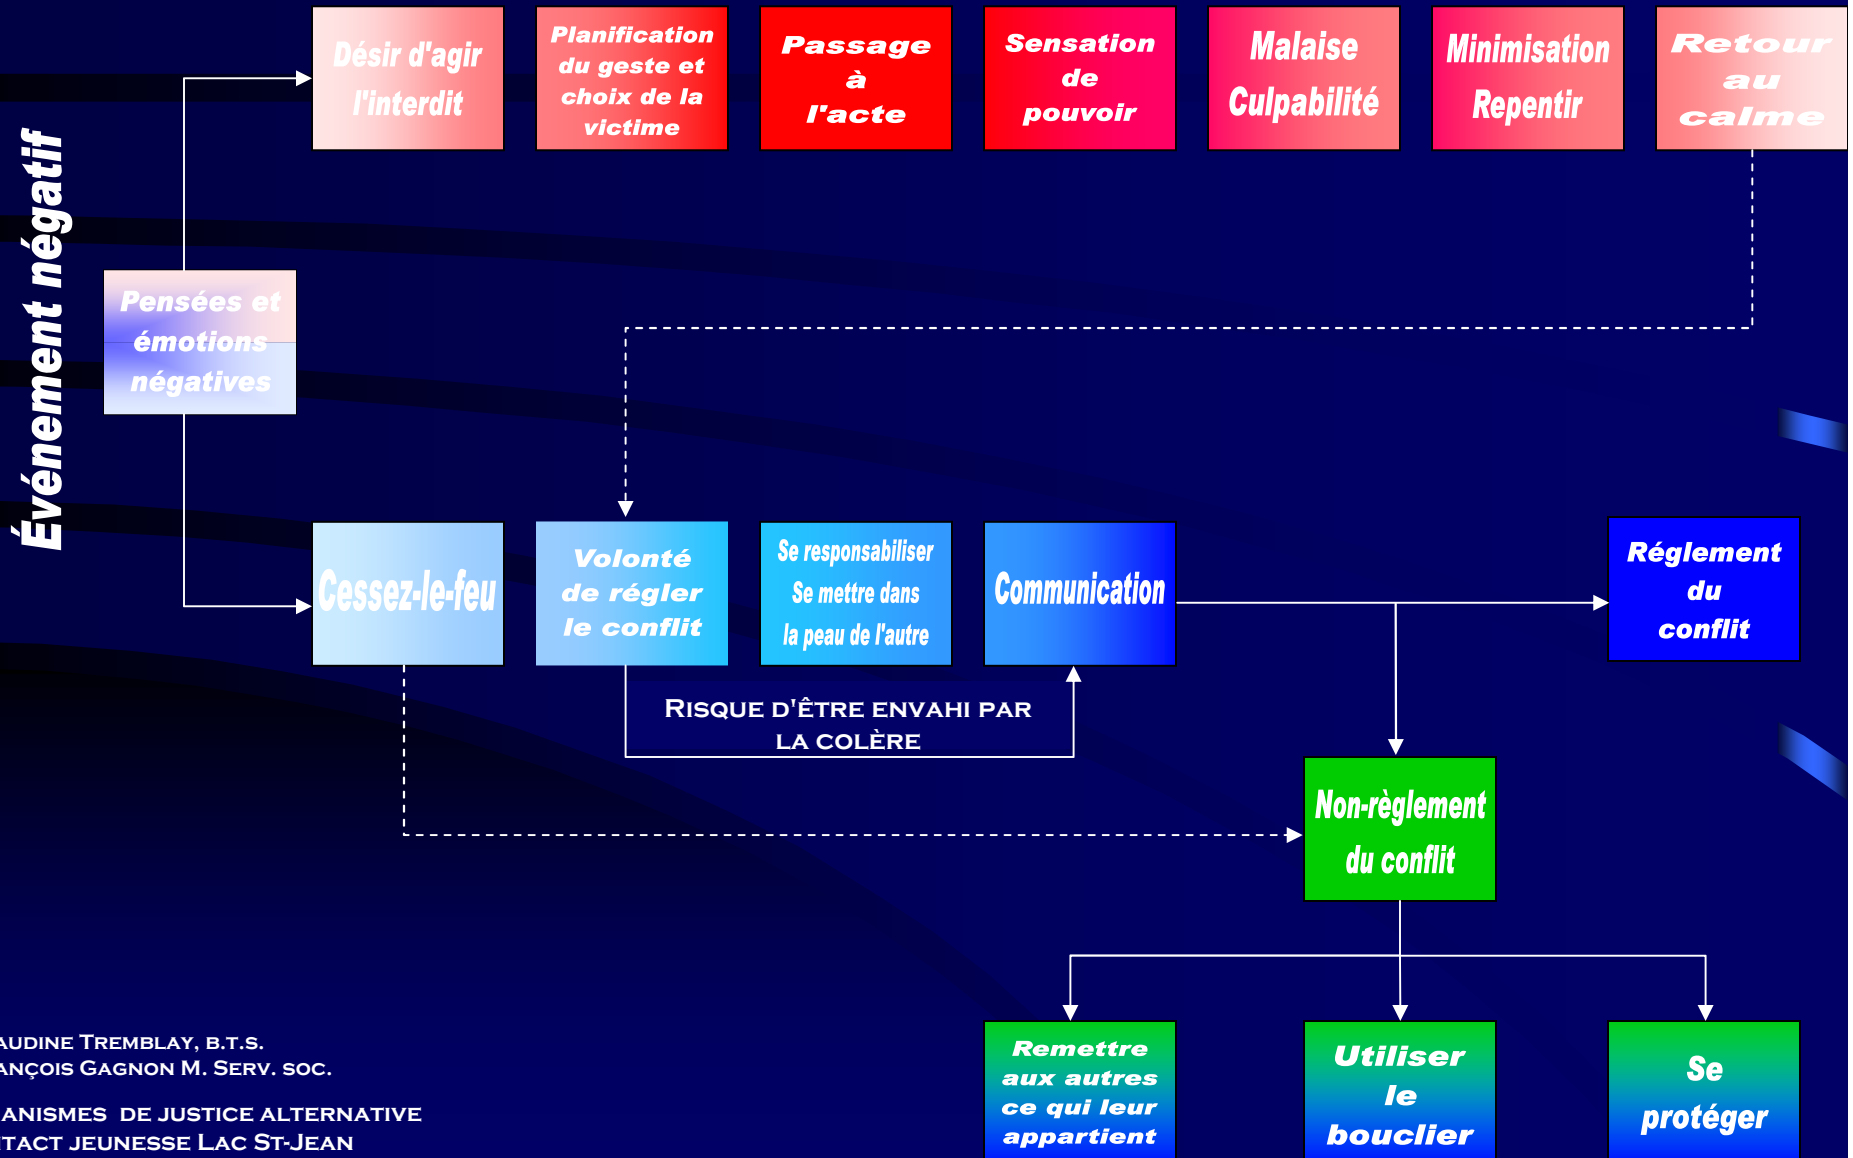 Événement négatif
Désir d'agir
l'interdit
Planification
du geste et
choix de la
victime
Passage
à
l'acte
Sensation
de
pouvoir
Malaise
Culpabilité
Minimisation
Repentir
Retour
au
calme
Pensées et
émotions
négatives
Cessez-le-feu
Volonté
de régler
le conflit
Se responsabiliser
Se mettre dans
la peau de l'autre
Communication
Réglement
du
conflit
Risque d'être envahi par
la colère
Non-règlement
du conflit
Remettre
aux autres
ce qui leur
appartient
Utiliser
le
bouclier
Se
protéger
audine Tremblay, b.t.s.
ançois Gagnon M. Serv. soc.
anismes de justice alternative
ntact jeunesse Lac St-Jean